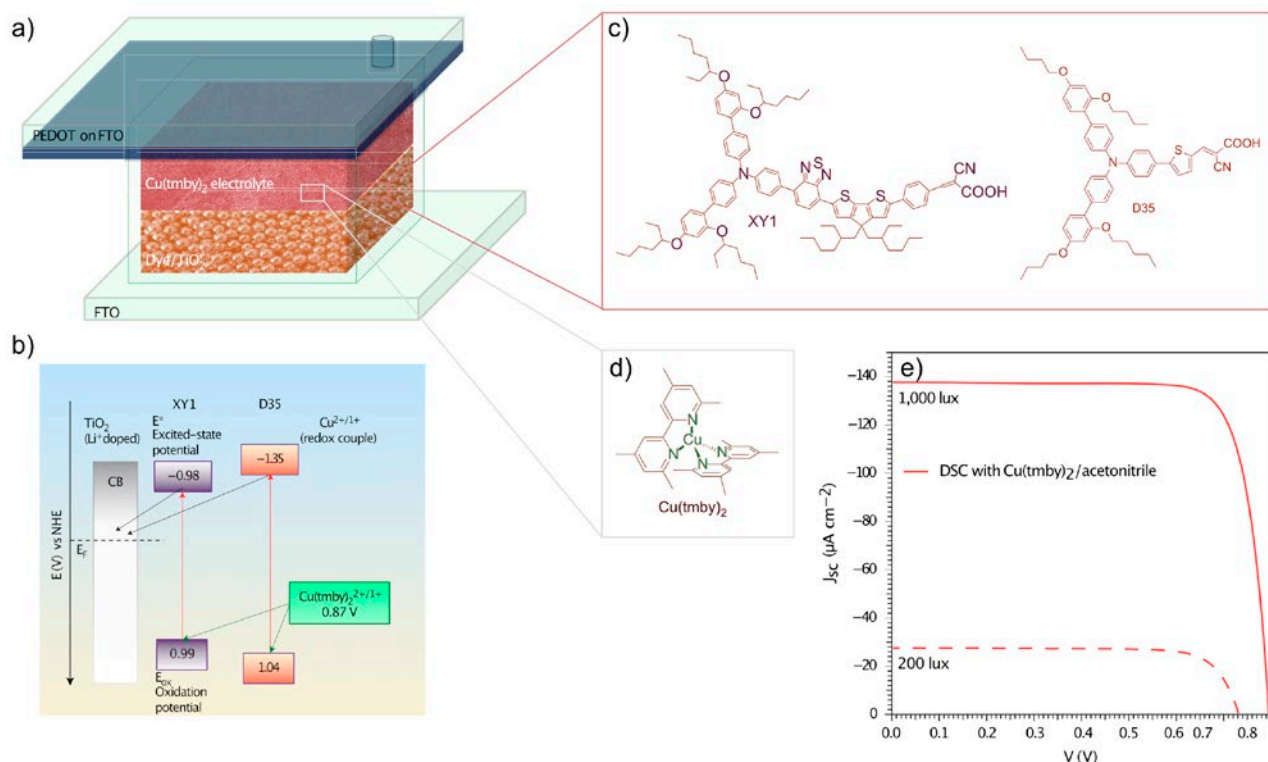 a)
PEDOT on FTO
Cu(tmby)₂ electrolyte
Dye/TiO₂
FTO
b)
E (V) vs NHE
TiO₂
(Li⁺doped)
CB
E_F
XY1
E*
Excited-state
potential
−0.98
0.99
E_ox
Oxidation
potential
D35
−1.35
1.04
Cu²⁺/¹⁺
(redox couple)
Cu(tmby)₂²⁺/¹⁺
0.87 V
c)
O
O
N
O
O
N
S
N
S
S
CN
COOH
XY1
O
O
N
O
O
S
COOH
CN
D35
d)
N
N
Cu
N
N
Cu(tmby)₂
e)
−140
−120
−100
−80
−60
−40
−20
0
J_SC (µA cm⁻²)
1,000 lux
DSC with Cu(tmby)₂/acetonitrile
200 lux
0.0 0.1 0.2 0.3 0.4 0.5 0.6 0.7 0.8
V (V)